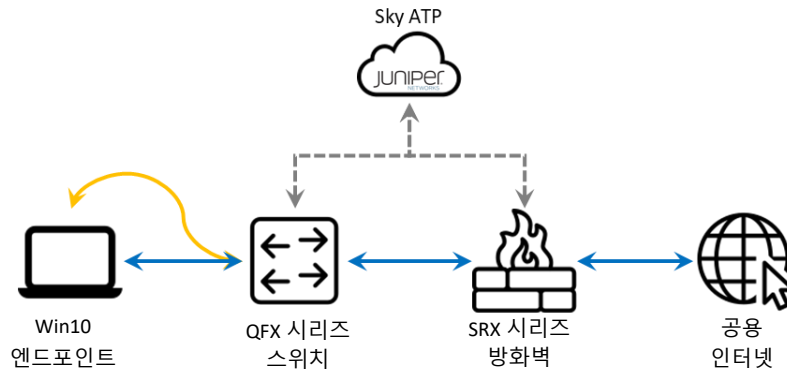 Sky ATP
JUNIPER
NETWORKS
Win10
엔드포인트
QFX 시리즈
스위치
SRX 시리즈
방화벽
공용
인터넷